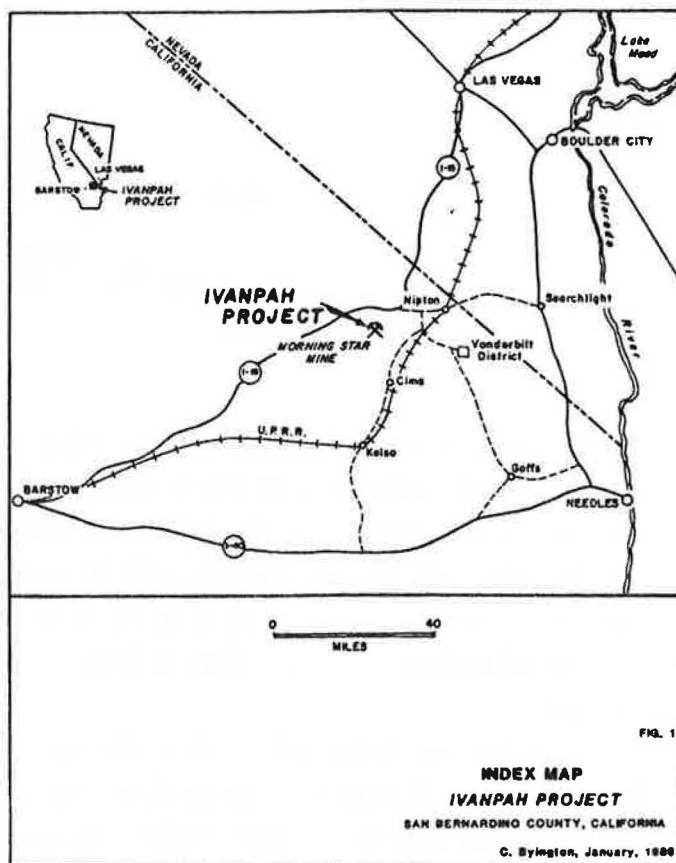 NEVADA
CALIFORNIA
LAS VEGAS
Lake
Mead
BOULDER CITY
NEVADA
CALIF
LAS VEGAS
BARSTOW
IVANPAH
PROJECT
I-15
Colorado
River
IVANPAH
PROJECT
Nipton
Searchlight
MORNING STAR
MINE
Vanderbilt
District
I-15
Cima
U.P.R.R.
Kelso
Goffs
BARSTOW
NEEDLES
0 40
MILES
FIG. 1
INDEX MAP
IVANPAH PROJECT
SAN BERNARDINO COUNTY, CALIFORNIA
C. Byington, January,